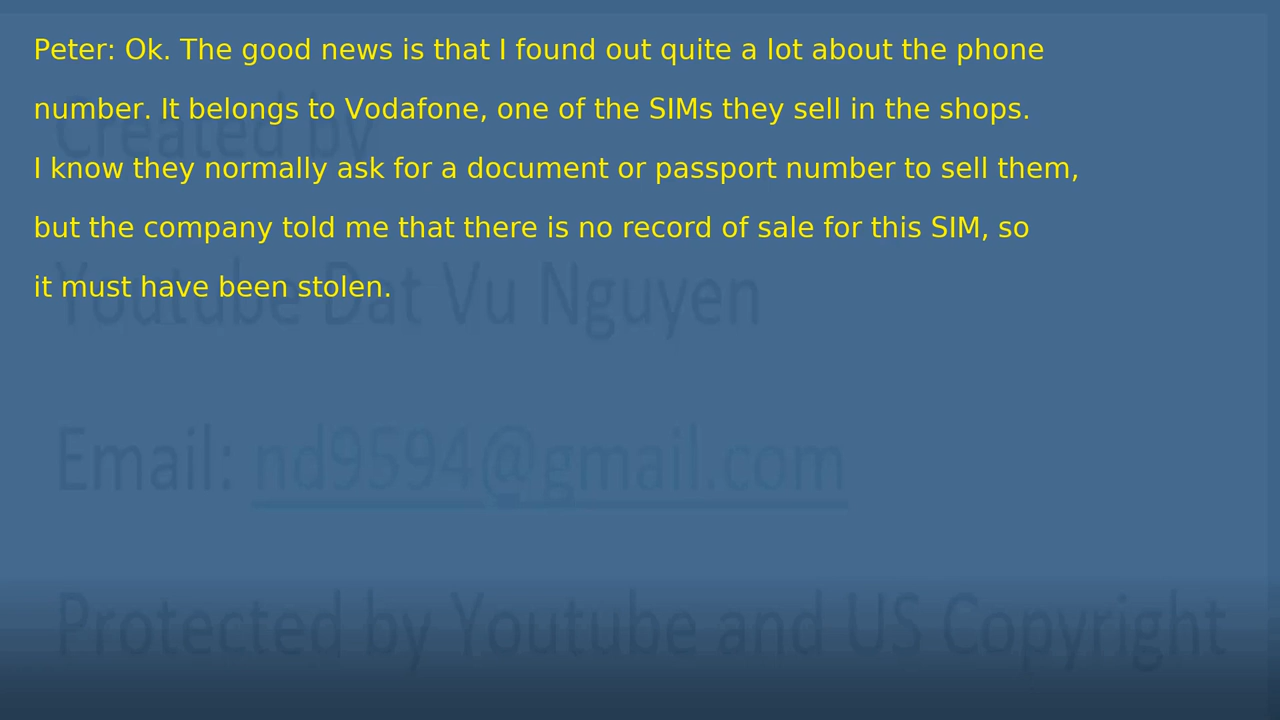 Peter: Ok. The good news is that I found out quite a lot about the phone
number. It belongs to Vodafone, one of the SIMs they sell in the shops.
I know they normally ask for a document or passport number to sell them,
but the company told me that there is no record of sale for this SIM, so
it must have been stolen.
Created by
Youtube Dat Vu Nguyen
Email: nd9594@gmail.com
Protected by Youtube and US Copyright